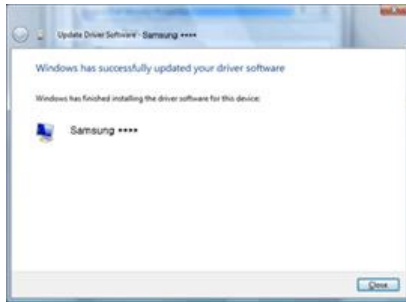 Update Driver Software - Samsung ••••
Windows has successfully updated your driver software
Windows has finished installing the driver software for this device:
Samsung ••••
Close